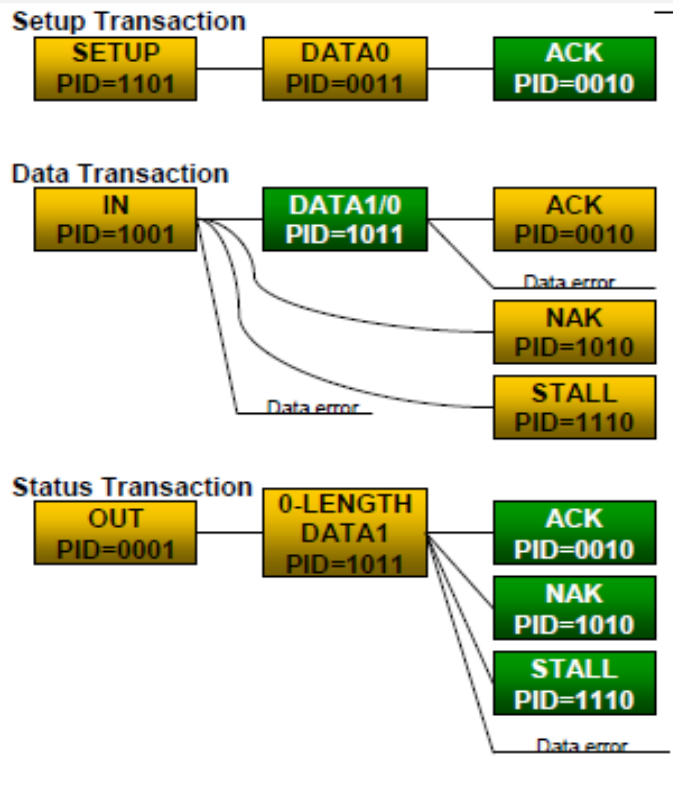 Setup Transaction
SETUP
PID=1101
DATA0
PID=0011
ACK
PID=0010
Data Transaction
IN
PID=1001
DATA1/0
PID=1011
ACK
PID=0010
Data error
NAK
PID=1010
STALL
PID=1110
Data error
Status Transaction
OUT
PID=0001
0-LENGTH
DATA1
PID=1011
ACK
PID=0010
NAK
PID=1010
STALL
PID=1110
Data error